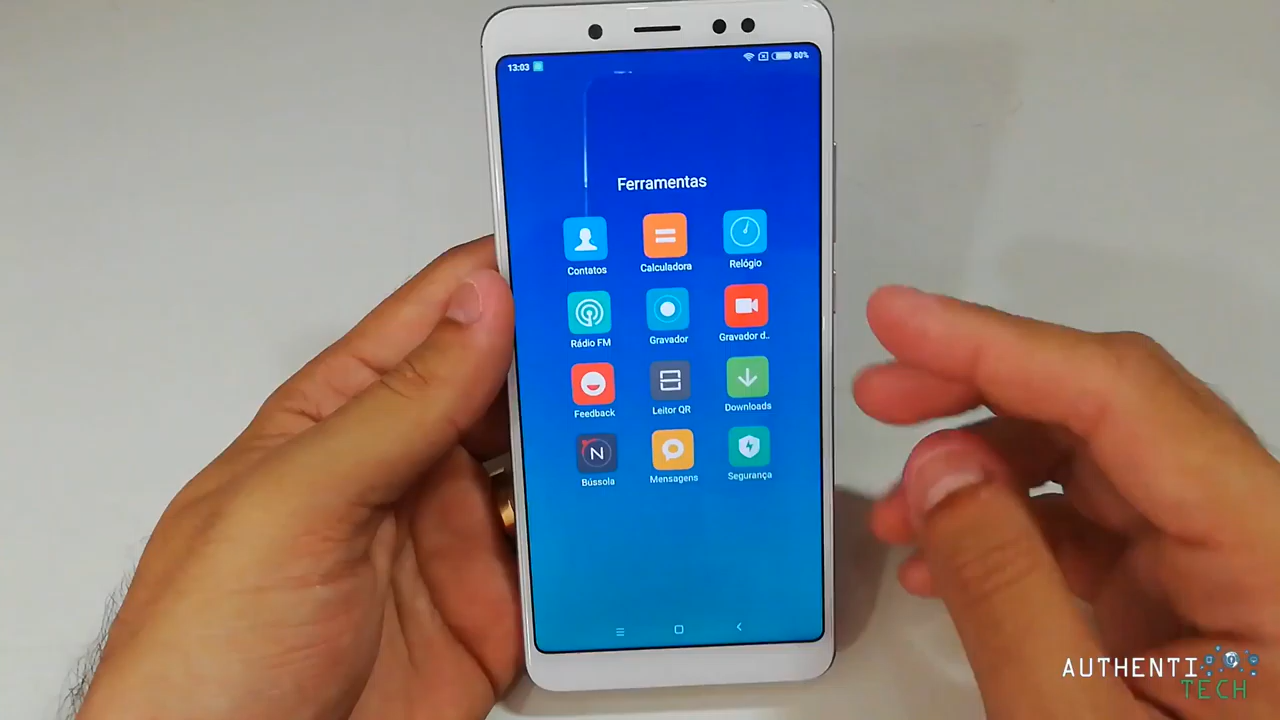 13:03
80%
Ferramentas
Contatos
Calculadora
Relógio
Rádio FM
Gravador
Gravador d..
Feedback
Leitor QR
Downloads
N
Bússola
Mensagens
Segurança
AUTHENTI
TECH